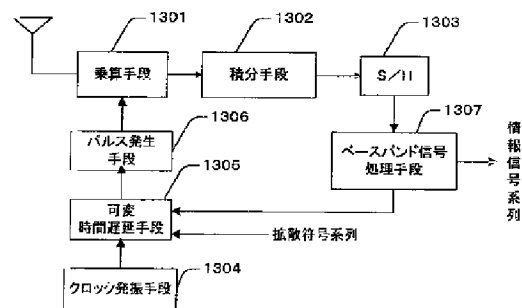 1301
1302
1303
乗算手段
積分手段
S/H
1306
1307
パルス発生
手段
ベースバンド信号
処理手段
情報信号系列
1305
可変
時間遅延手段
拡散符号系列
1304
クロッシ発振手段